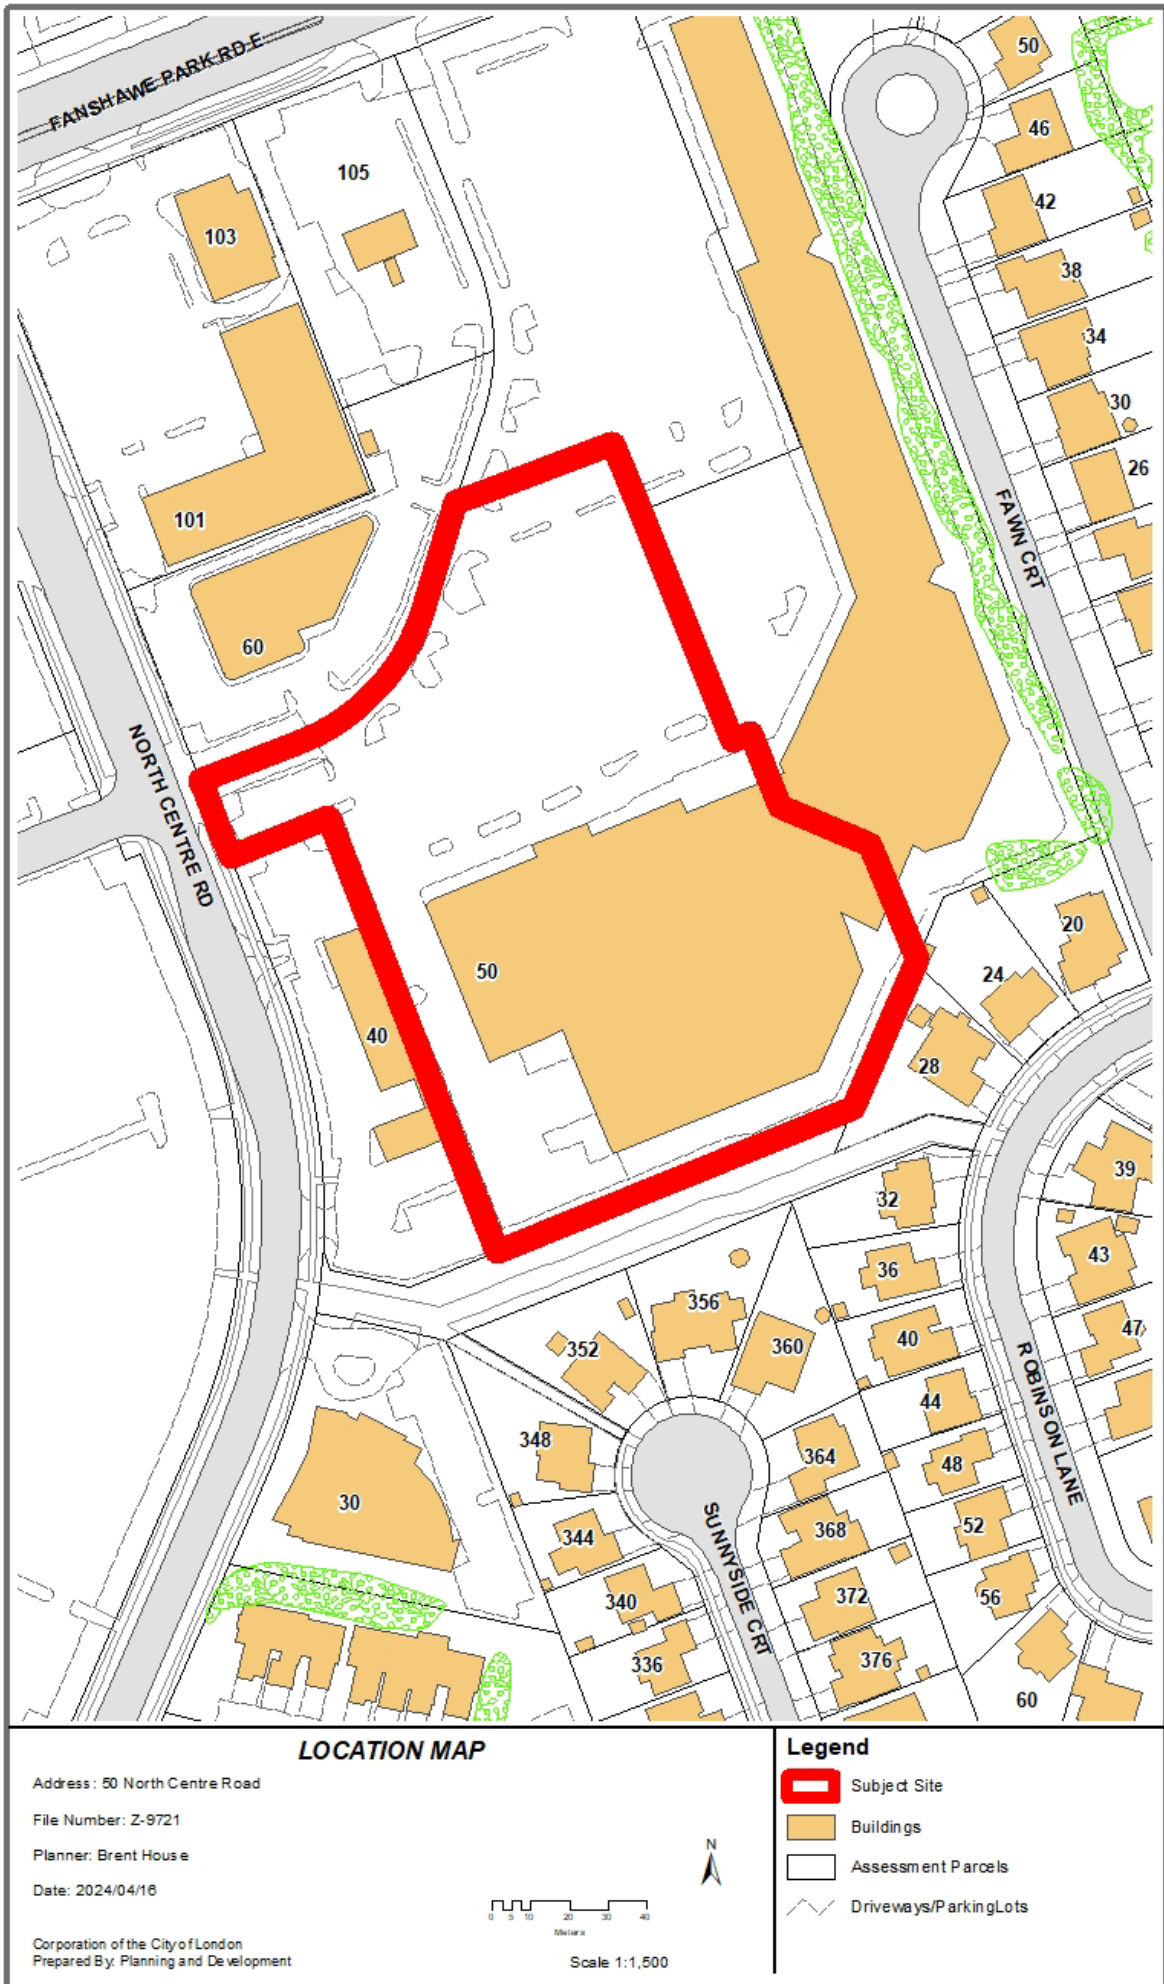 FANSHAWE PARK RD E
50
46
105
42
103
38
34
30
26
101
FAWN CRT
60
NORTH CENTRE RD
20
50
24
40
28
39
32
43
36
356
47
40
360
352
ROBINSON LANE
44
348
364
48
30
SUNNYSIDE CRT
52
368
344
56
372
340
376
336
60
LOCATION MAP
Address: 50 North Centre Road
File Number: Z-9721
Planner: Brent House
Date: 2024/04/16
Corporation of the City of London
Prepared By: Planning and Development
N
0 5 10 20 30 40
Meters
Scale 1:1,500
Legend
Subject Site
Buildings
Assessment Parcels
Driveways/ParkingLots